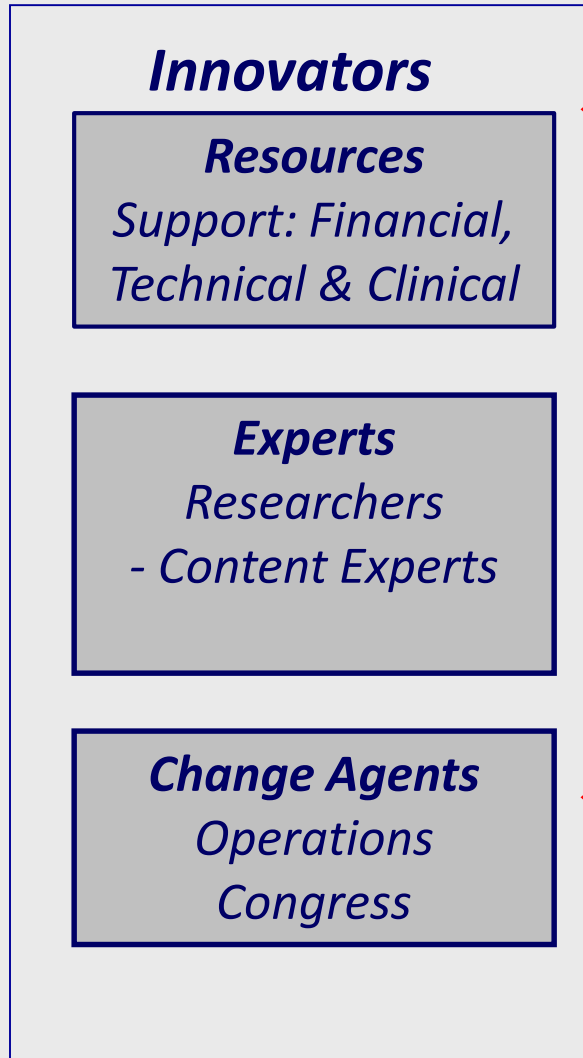 Innovators
Resources
Support: Financial,
Technical & Clinical
Experts
Researchers
- Content Experts
Change Agents
Operations
Congress